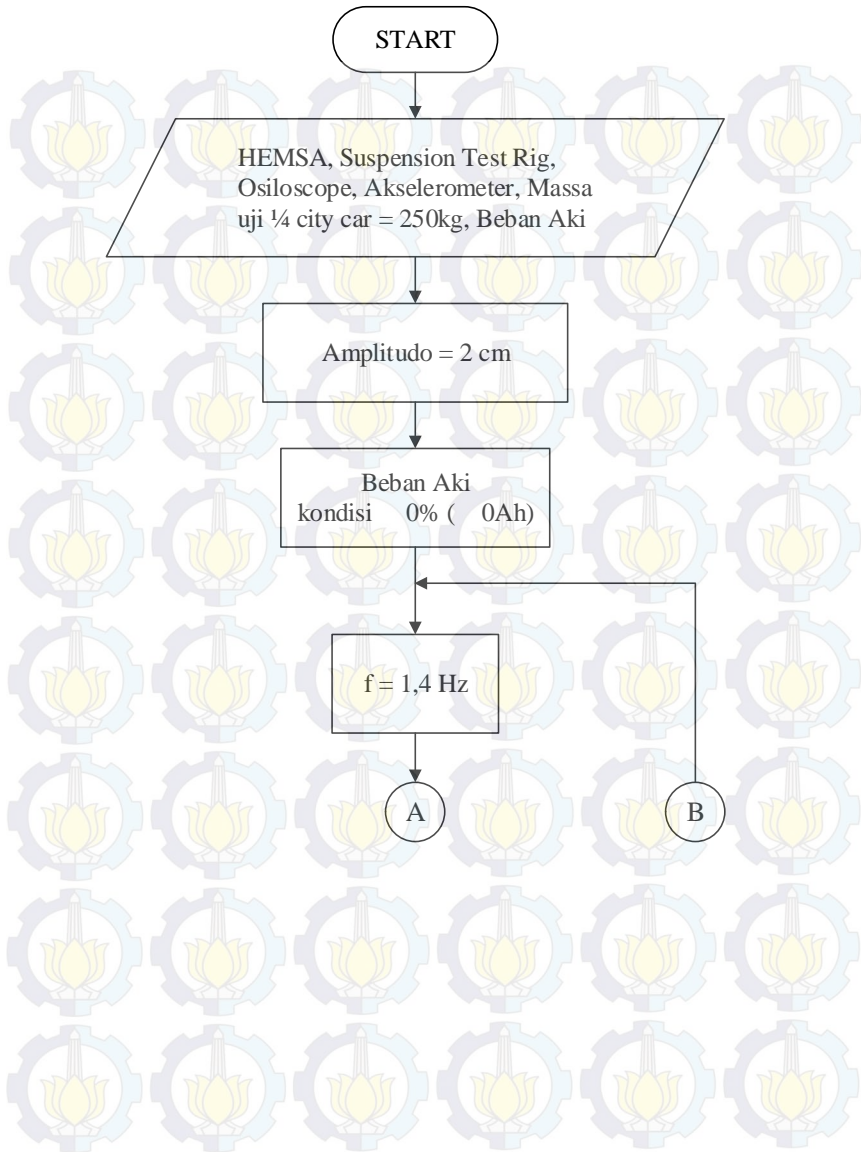 START
HEMSA, Suspension Test Rig,
Osiloscope, Akselerometer, Massa
uji ¼ city car = 250kg, Beban Aki
Amplitudo = 2 cm
Beban Aki
kondisi 0% ( 0Ah)
f = 1,4 Hz
A
B